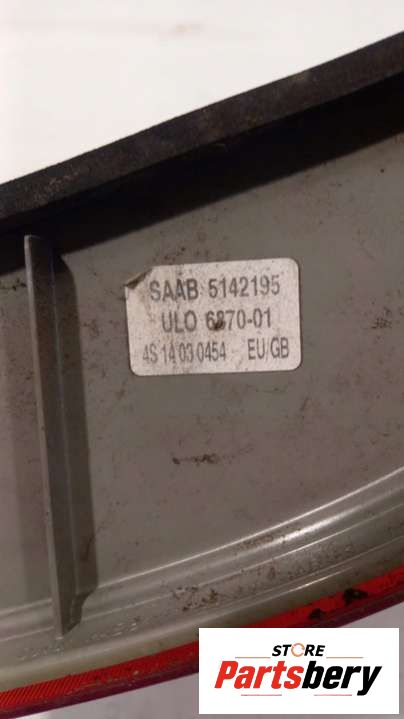 SAAB 5142195
ULO 6870-01
4S 14 03 0454 EU/GB
STORE
Partsbery